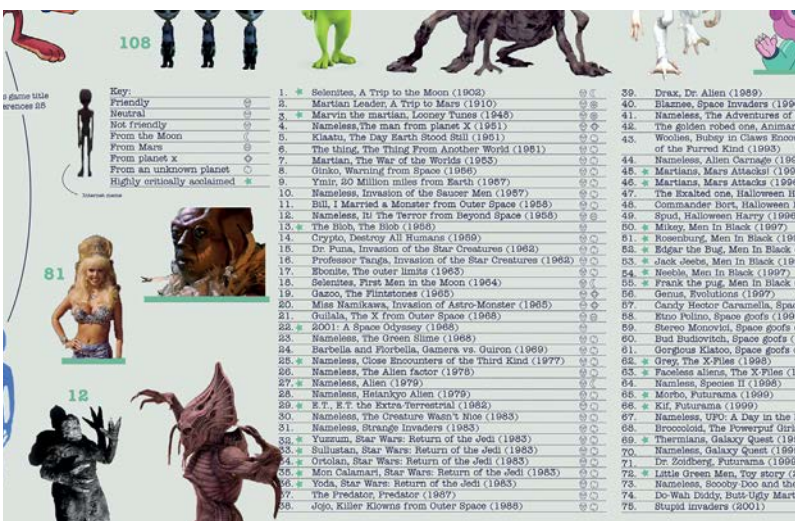 108
s game title
erences 25
Key:
Friendly
Neutral
Not friendly
From the Moon
From Mars
From planet x
From an unknown planet
Highly critically acclaimed
Internet meme
81
12
1. Selenites, A Trip to the Moon (1902)
2. Martian Leader, A Trip to Mars (1910)
3. Marvin the martian, Looney Tunes (1948)
4. Nameless,The man from planet X (1951)
5. Klaatu, The Day Earth Stood Still (1951)
6. The thing, The Thing From Another World (1951)
7. Martian, The War of the Worlds (1953)
8. Ginko, Warning from Space (1956)
9. Ymir, 20 Million miles from Earth (1957)
10. Nameless, Invasion of the Saucer Men (1957)
11. Bill, I Married a Monster from Outer Space (1958)
12. Nameless, It! The Terror from Beyond Space (1958)
13. The Blob, The Blob (1958)
14. Crypto, Destroy All Humans (1959)
15. Dr. Puna, Invasion of the Star Creatures (1962)
16. Professor Tanga, Invasion of the Star Creatures (1962)
17. Ebonite, The outer limits (1963)
18. Selenites, First Men in the Moon (1964)
19. Gazoo, The Flintstones (1965)
20. Miss Namikawa, Invasion of Astro-Monster (1965)
21. Guilala, The X from Outer Space (1968)
22. 2001: A Space Odyssey (1968)
23. Nameless, The Green Slime (1968)
24. Barbella and Florbella, Gamera vs. Guiron (1969)
25. Nameless, Close Encounters of the Third Kind (1977)
26. Nameless, The Alien factor (1978)
27. Nameless, Alien (1979)
28. Nameless, Heiankyo Alien (1979)
29. E.T., E.T. the Extra-Terrestrial (1982)
30. Nameless, The Creature Wasn't Nice (1983)
31. Nameless, Strange Invaders (1983)
32. Yuzzum, Star Wars: Return of the Jedi (1983)
33. Sullustan, Star Wars: Return of the Jedi (1983)
34. Ortolan, Star Wars: Return of the Jedi (1983)
35. Mon Calamari, Star Wars: Return of the Jedi (1983)
36. Yoda, Star Wars: Return of the Jedi (1983)
37. The Predator, Predator (1987)
38. Jojo, Killer Klowns from Outer Space (1988)
39. Drax, Dr. Alien (1989)
40. Blaznee, Space Invaders (199
41. Nameless, The Adventures of
42. The golden robed one, Animan
43. Woolies, Bubsy in Claws Encou
of the Furred Kind (1993)
44. Nameless, Alien Carnage (199
45. Martians, Mars Attacks! (199
46. Martians, Mars Attacks (1996
47. The Exalted one, Halloween H
48. Commander Bort, Halloween
49. Spud, Halloween Harry (1996
50. Mikey, Men In Black (1997)
51. Rosenburg, Men In Black (19
52. Edgar the Bug, Men In Black
53. Jack Jeebs, Men In Black (19
54. Neeble, Men In Black (1997)
55. Frank the pug, Men In Black
56. Genus, Evolutions (1997)
57. Candy Hector Caramella, Spac
58. Etno Polino, Space goofs (199
59. Stereo Monovici, Space goofs
60. Bud Budiovitch, Space goofs (
61. Gorgious Klatoo, Space goofs
62. Grey, The X-Files (1998)
63. Faceless aliens, The X-Files (1
64. Namless, Species II (1998)
65. Morbo, Futurama (1999)
66. Kif, Futurama (1999)
67. Nameless, UFO: A Day in the
68. Broccoloid, The Powerpuf Girl
69. Thermians, Galaxy Quest (199
70. Nameless, Galaxy Quest (1999
71. Dr. Zoidberg, Futurama (1999
72. Little Green Men, Toy story (2
73. Nameless, Scooby-Doo and the
74. Do-Wah Diddy, Butt-Ugly Mart
75. Stupid invaders (2001)